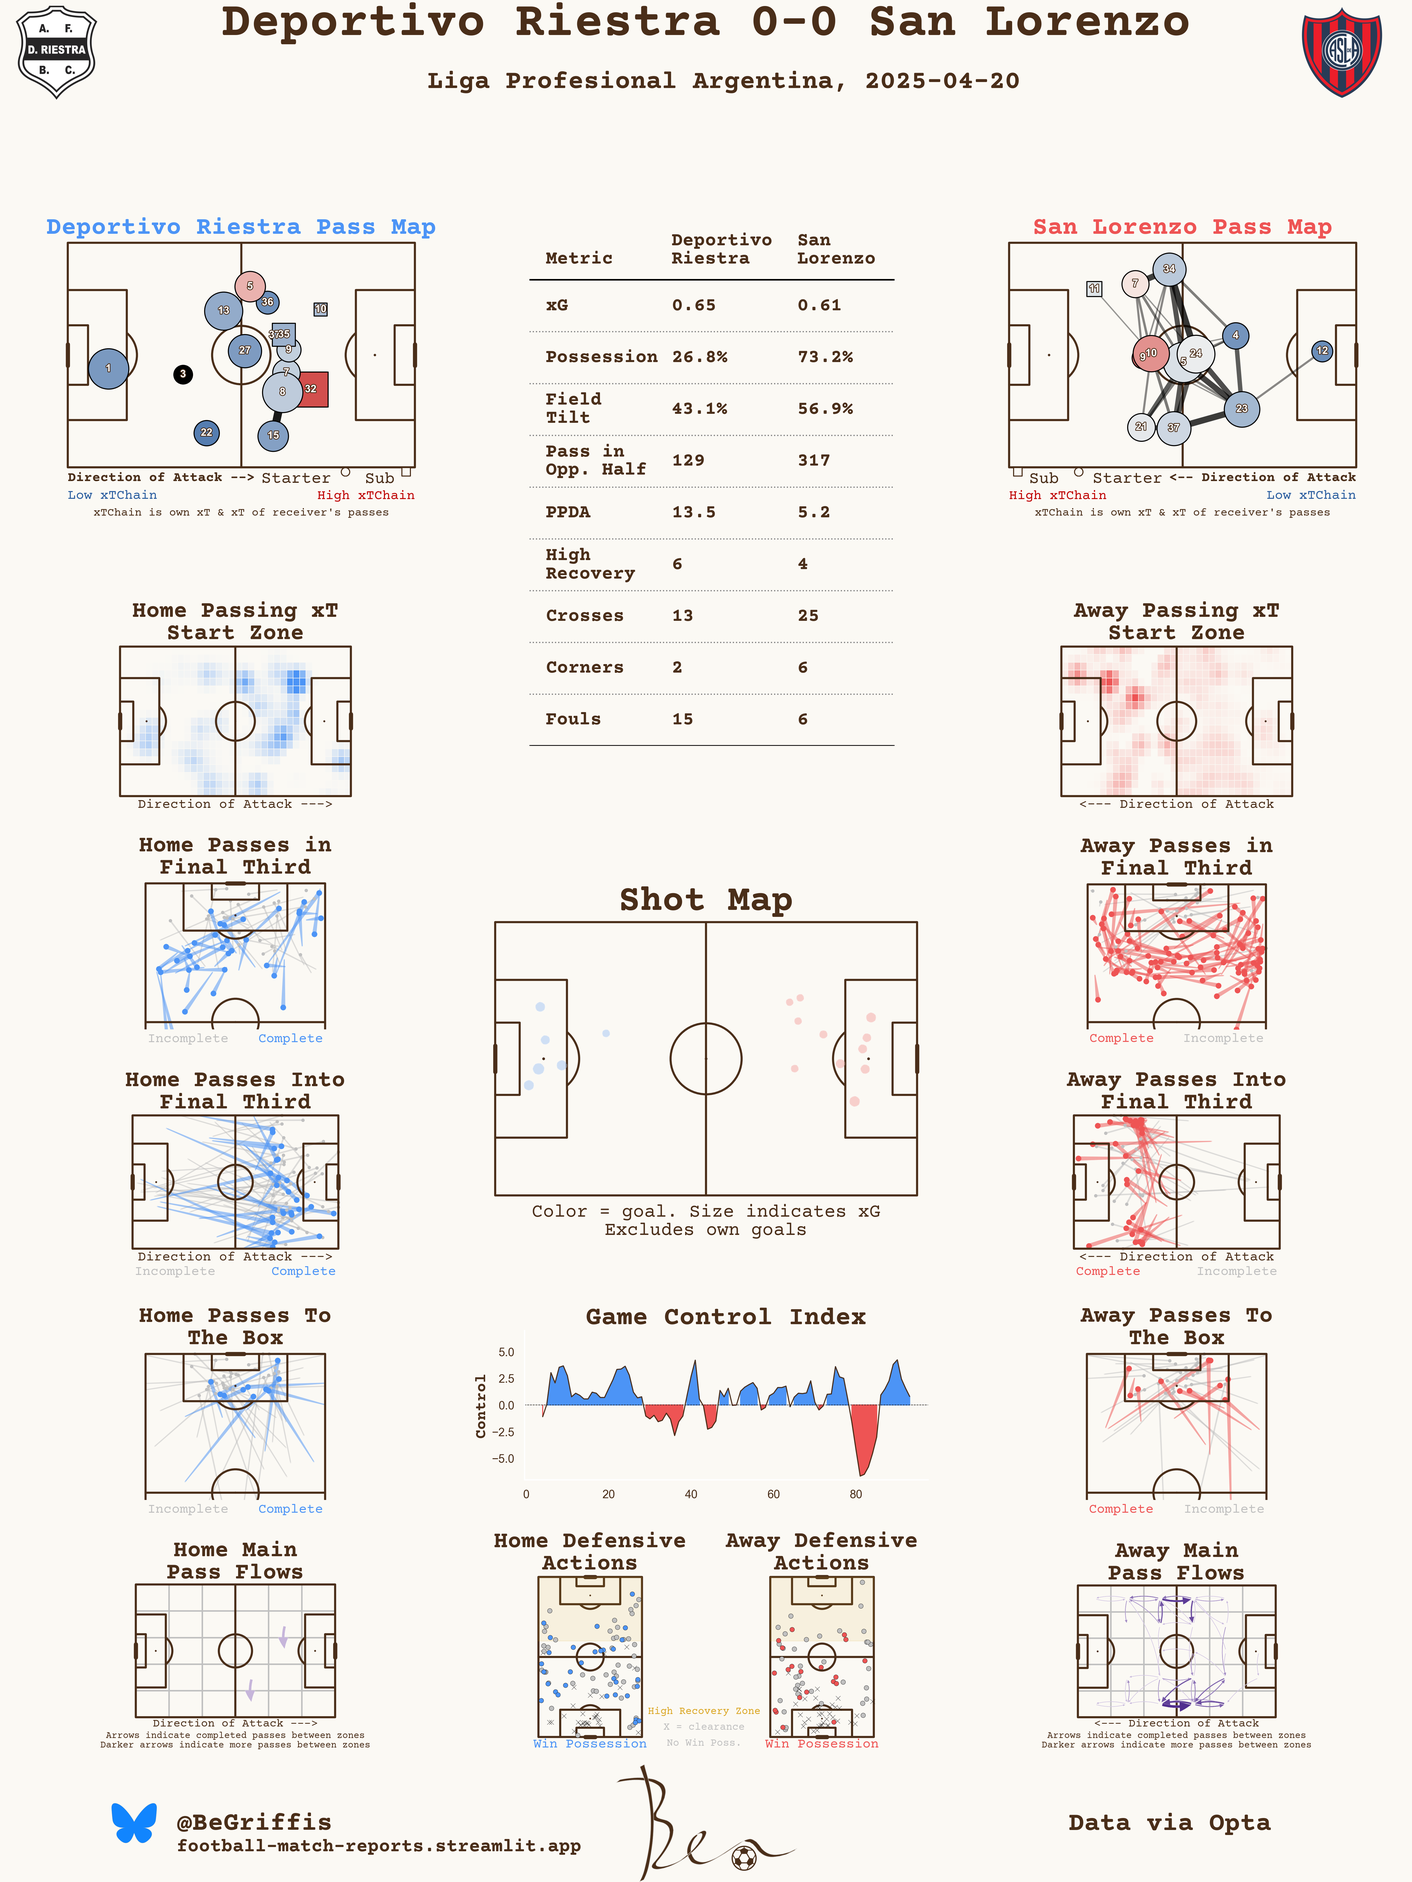 Deportivo Riestra 0-0 San Lorenzo
Liga Profesional Argentina, 2025-04-20
A. F.
D. RIESTRA
B. C.
Deportivo Riestra Pass Map
5
36
13
10
35
27
9
1
3
7
8
32
22
15
Direction of Attack --> Starter Sub
Low xTChain High xTChain
xTChain is own xT & xT of receiver's passes
Metric Deportivo Riestra San Lorenzo
xG 0.65 0.61
Possession 26.8% 73.2%
Field Tilt 43.1% 56.9%
Pass in Opp. Half 129 317
PPDA 13.5 5.2
High Recovery 6 4
Crosses 13 25
Corners 2 6
Fouls 15 6
San Lorenzo Pass Map
34
7
11
4
9
10
24
5
12
23
21
37
Sub Starter <-- Direction of Attack
High xTChain Low xTChain
xTChain is own xT & xT of receiver's passes
Home Passing xT
Start Zone
Direction of Attack --->
Away Passing xT
Start Zone
<--- Direction of Attack
Home Passes in
Final Third
Incomplete Complete
Away Passes in
Final Third
Complete Incomplete
Shot Map
Color = goal. Size indicates xG
Excludes own goals
Home Passes Into
Final Third
Direction of Attack --->
Incomplete Complete
Away Passes Into
Final Third
<--- Direction of Attack
Complete Incomplete
Home Passes To
The Box
Incomplete Complete
Game Control Index
Control
5.0
2.5
0.0
−2.5
−5.0
0 20 40 60 80
Away Passes To
The Box
Complete Incomplete
Home Main
Pass Flows
Direction of Attack --->
Arrows indicate completed passes between zones
Darker arrows indicate more passes between zones
Home Defensive
Actions
Win Possession
Away Defensive
Actions
Win Possession
High Recovery Zone
X = clearance
No Win Poss.
Away Main
Pass Flows
<--- Direction of Attack
Arrows indicate completed passes between zones
Darker arrows indicate more passes between zones
@BeGriffis
football-match-reports.streamlit.app
Ben
Data via Opta